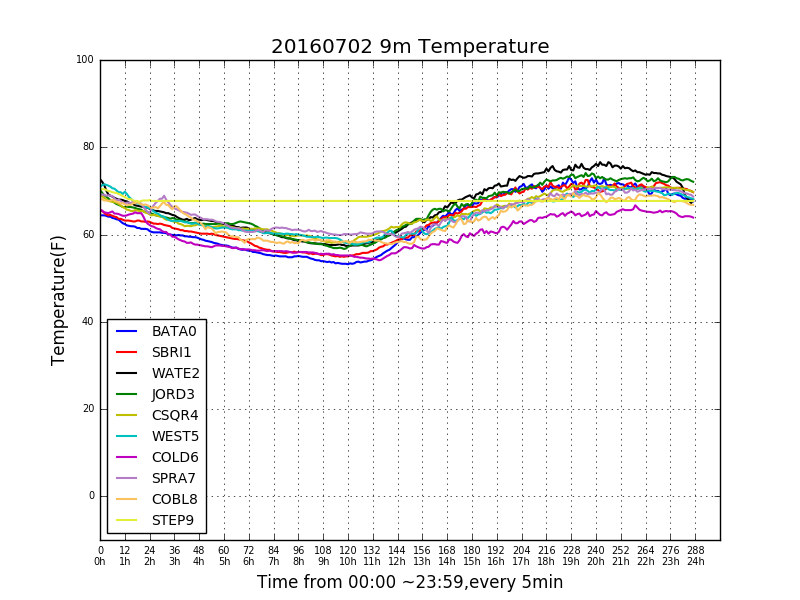 20160702 9m Temperature
100
80
60
40
20
0
Temperature(F)
BATA0
SBRI1
WATE2
JORD3
CSQR4
WEST5
COLD6
SPRA7
COBL8
STEP9
0 12 24 36 48 60 72 84 96 108 120 132 144 156 168 180 192 204 216 228 240 252 264 276 288
0h 1h 2h 3h 4h 5h 6h 7h 8h 9h 10h 11h 12h 13h 14h 15h 16h 17h 18h 19h 20h 21h 22h 23h 24h
Time from 00:00 ~23:59,every 5min